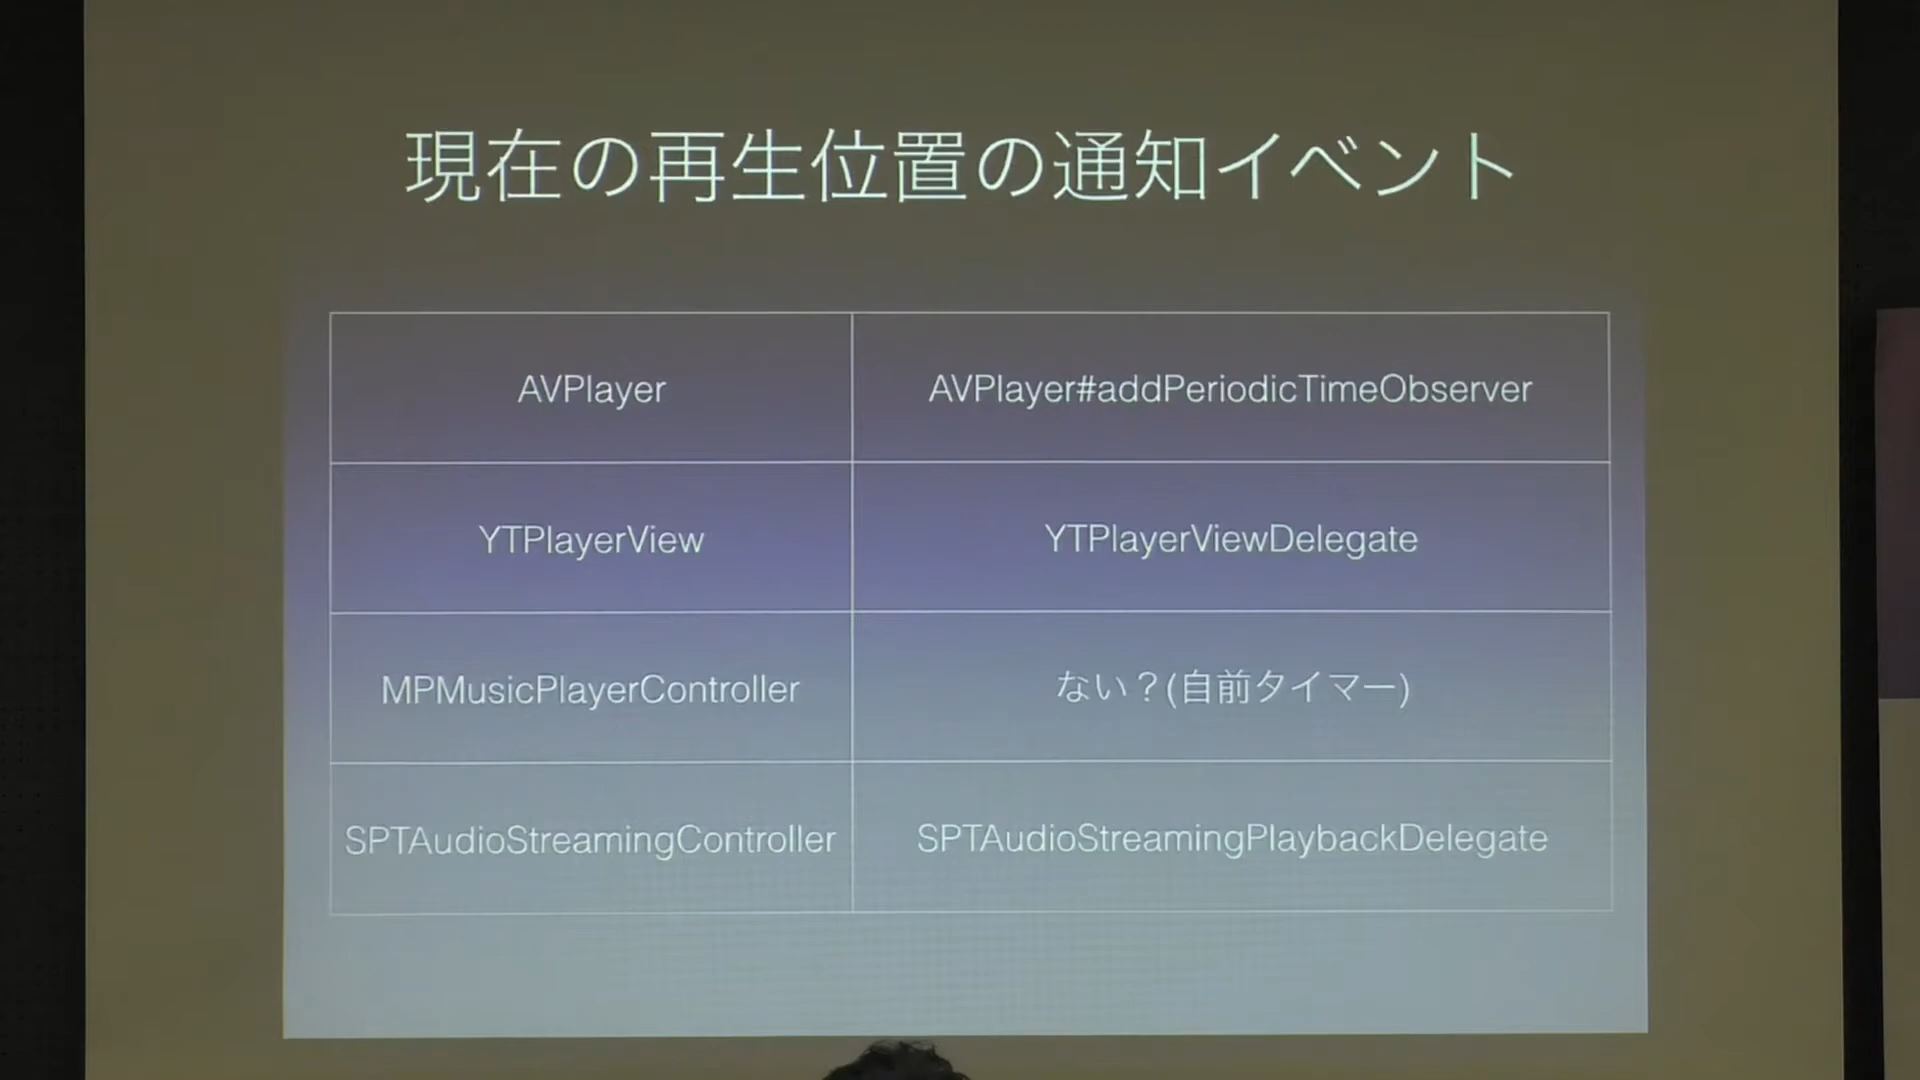 現在の再生位置の通知イベント
AVPlayer
AVPlayer#addPeriodicTimeObserver
YTPlayerView
YTPlayerViewDelegate
MPMusicPlayerController
ない？(自前タイマー)
SPTAudioStreamingController
SPTAudioStreamingPlaybackDelegate